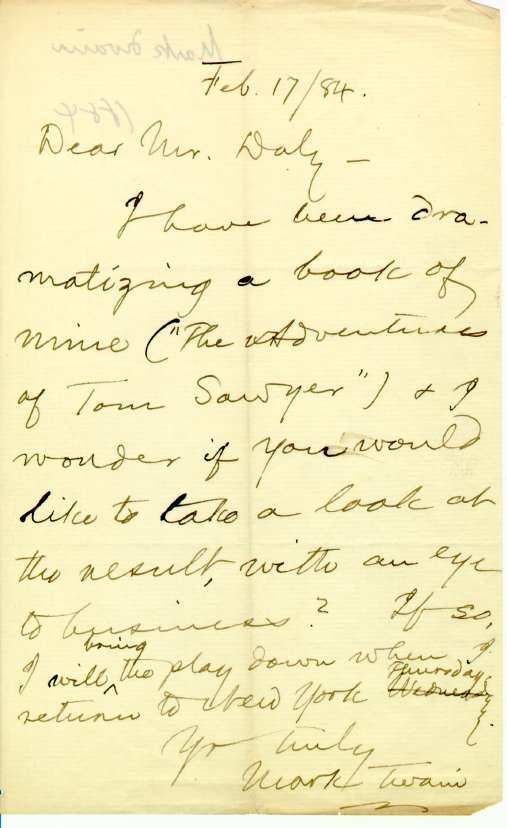 Mark Twain
1884
Feb. 17/84.
Dear Mr. Daly —
I have been dra-
matizing a book of
mine ("The Adventures
of Tom Sawyer") & I
wonder if you would
like to take a look at
the result, with an eye
to business? If so,
I will bring the play down when I
return to New York Wednesday Thursday.
Yr truly
Mark Twain